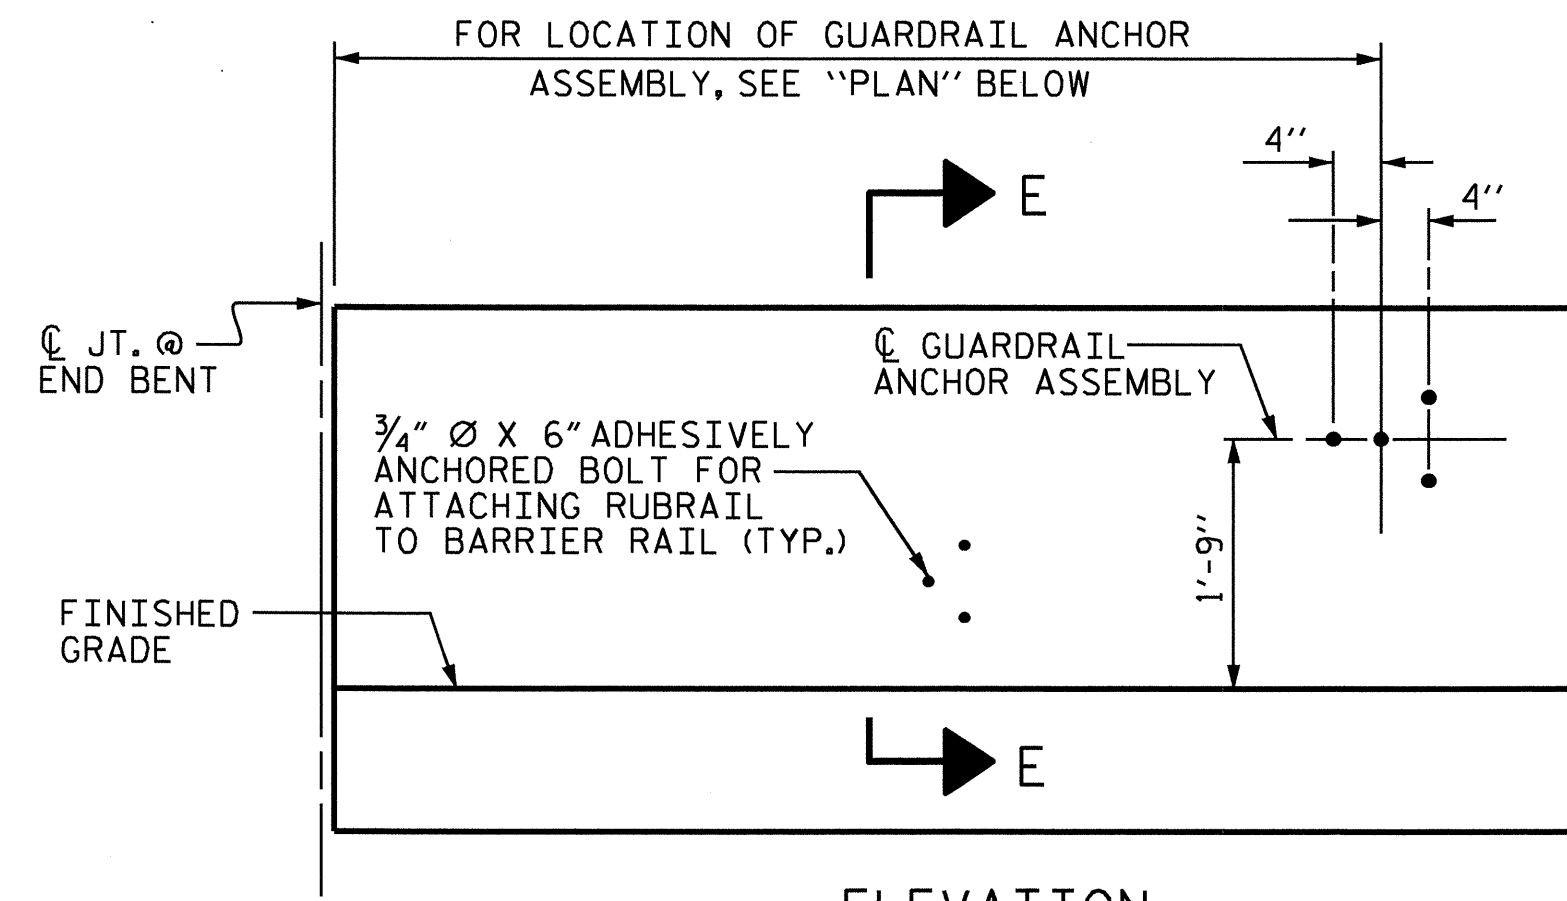 FOR LOCATION OF GUARDRAIL ANCHOR
ASSEMBLY, SEE "PLAN" BELOW
4"
4"
E
℄ JT. @
END BENT
℄ GUARDRAIL
ANCHOR ASSEMBLY
3/4" Ø X 6" ADHESIVELY
ANCHORED BOLT FOR
ATTACHING RUBRAIL
TO BARRIER RAIL (TYP.)
1'-9"
FINISHED
GRADE
E
ELEVATION